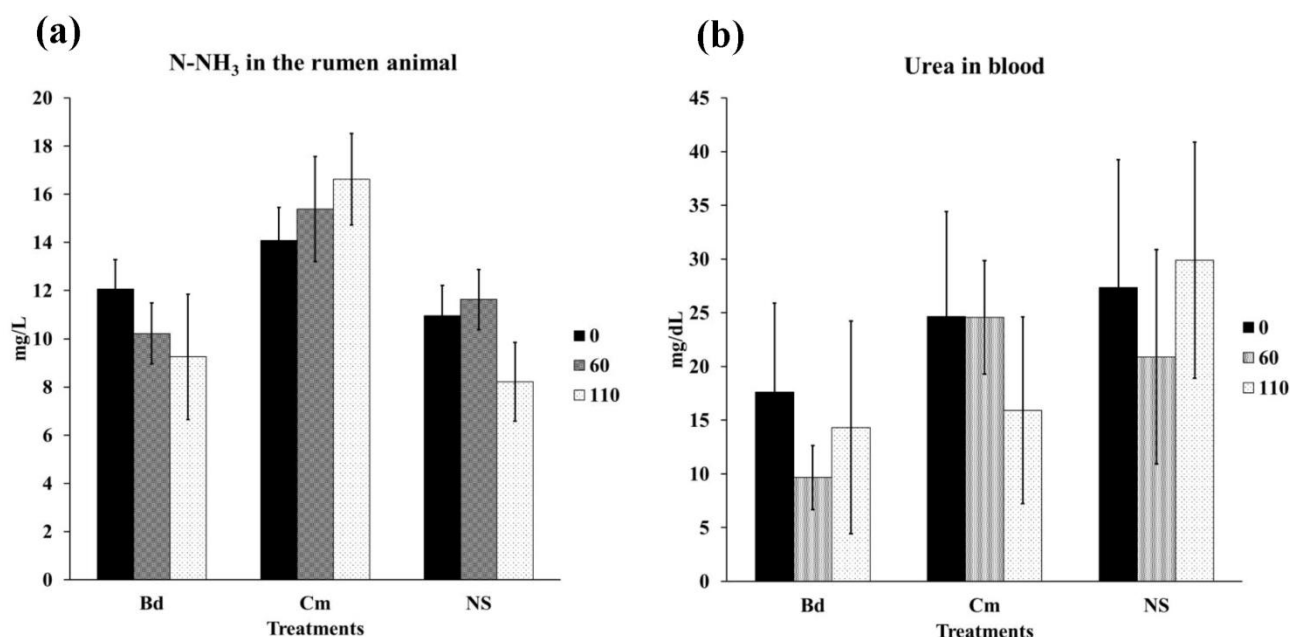 (a)
N-NH₃ in the rumen animal
20
18
16
14
12
10
8
6
4
2
0
mg/L
Bd Cm NS
Treatments
0
60
110
(b)
Urea in blood
45
40
35
30
25
20
15
10
5
0
mg/dL
Bd Cm NS
Treatments
0
60
110